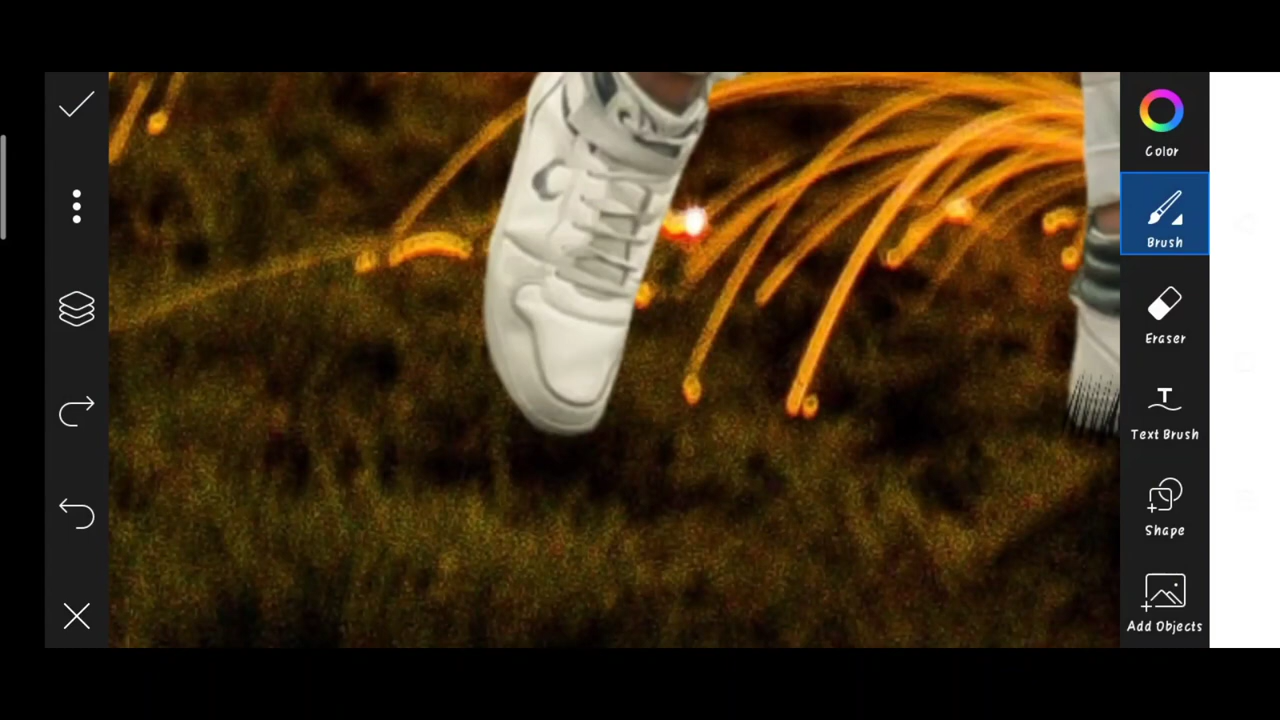 Color
Brush
Eraser
Text Brush
Shape
Add Objects